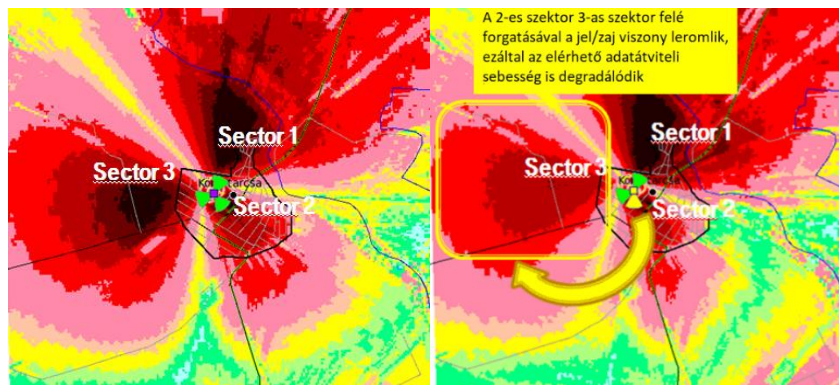 Sector 1
Sector 3
Sector 2
A 2-es szektor 3-as szektor felé
forgatásával a jel/zaj viszony leromlik,
ezáltal az elérhető adatátviteli
sebesség is degradálódik
Sector 1
Sector 3
Sector 2